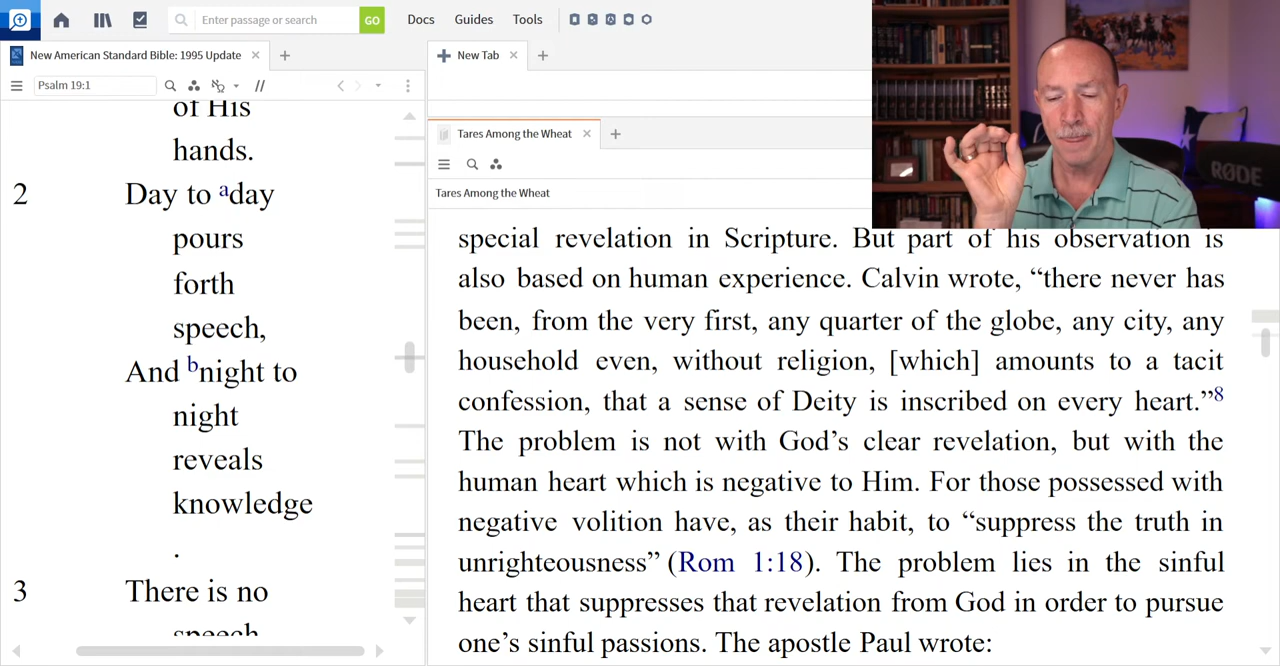 Enter passage or search
GO
Docs
Guides
Tools
New American Standard Bible: 1995 Update
New Tab
Psalm 19:1
of His
hands.
2 Day to aday
pours
forth
speech,
And bnight to
night
reveals
knowledge
.
3 There is no
speech
Tares Among the Wheat
Tares Among the Wheat
special revelation in Scripture. But part of his observation is
also based on human experience. Calvin wrote, “there never has
been, from the very first, any quarter of the globe, any city, any
household even, without religion, [which] amounts to a tacit
confession, that a sense of Deity is inscribed on every heart.”8
The problem is not with God’s clear revelation, but with the
human heart which is negative to Him. For those possessed with
negative volition have, as their habit, to “suppress the truth in
unrighteousness” (Rom 1:18). The problem lies in the sinful
heart that suppresses that revelation from God in order to pursue
one’s sinful passions. The apostle Paul wrote:
RØDE